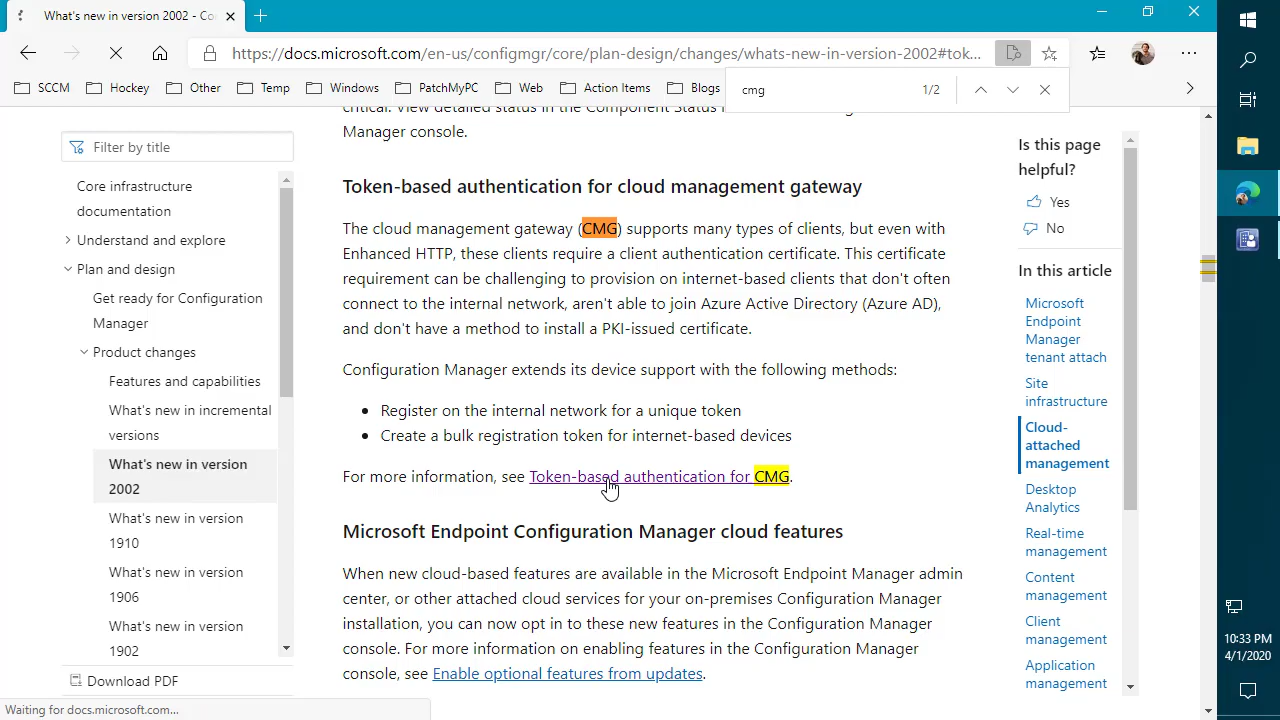 What's new in version 2002 - Co
https://docs.microsoft.com/en-us/configmgr/core/plan-design/changes/whats-new-in-version-2002#tok...
SCCM
Hockey
Other
Temp
Windows
PatchMyPC
Web
Action Items
Blogs
cmg
1/2
Filter by title
Core infrastructure
documentation
Understand and explore
Plan and design
Get ready for Configuration
Manager
Product changes
Features and capabilities
What's new in incremental
versions
What's new in version
2002
What's new in version
1910
What's new in version
1906
What's new in version
1902
Download PDF
Waiting for docs.microsoft.com...
critical. View detailed status in the Component Status
Manager console.
Token-based authentication for cloud management gateway
The cloud management gateway (CMG) supports many types of clients, but even with
Enhanced HTTP, these clients require a client authentication certificate. This certificate
requirement can be challenging to provision on internet-based clients that don't often
connect to the internal network, aren't able to join Azure Active Directory (Azure AD),
and don't have a method to install a PKI-issued certificate.
Configuration Manager extends its device support with the following methods:
Register on the internal network for a unique token
Create a bulk registration token for internet-based devices
For more information, see Token-based authentication for CMG.
Microsoft Endpoint Configuration Manager cloud features
When new cloud-based features are available in the Microsoft Endpoint Manager admin
center, or other attached cloud services for your on-premises Configuration Manager
installation, you can now opt in to these new features in the Configuration Manager
console. For more information on enabling features in the Configuration Manager
console, see Enable optional features from updates.
Is this page
helpful?
Yes
No
In this article
Microsoft
Endpoint
Manager
tenant attach
Site
infrastructure
Cloud-
attached
management
Desktop
Analytics
Real-time
management
Content
management
Client
management
Application
management
10:33 PM
4/1/2020